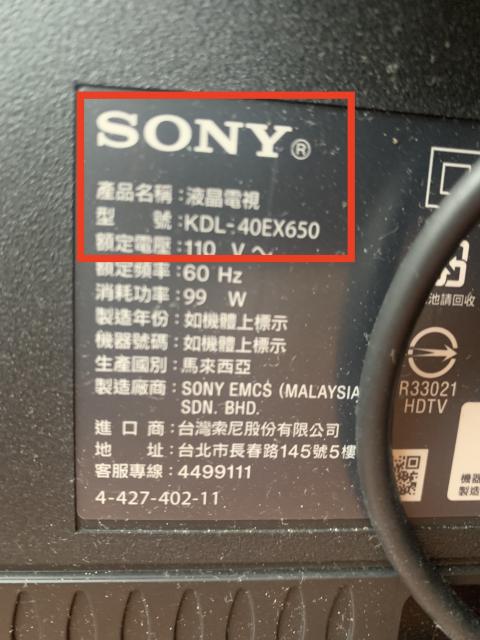 SONY®
產品名稱：液晶電視
型 號：KDL-40EX650
額定電壓：110 V ~
額定頻率：60 Hz
消耗功率：99 W
製造年份：如機體上標示
機器號碼：如機體上標示
生產國別：馬來西亞
製造廠商：SONY EMCS (MALAYSIA
SDN. BHD.
進口商：台灣索尼股份有限公司
地 址：台北市長春路145號5樓
客服專線：4499111
4-427-402-11
池請回收
R33021
HDTV
機器
製造